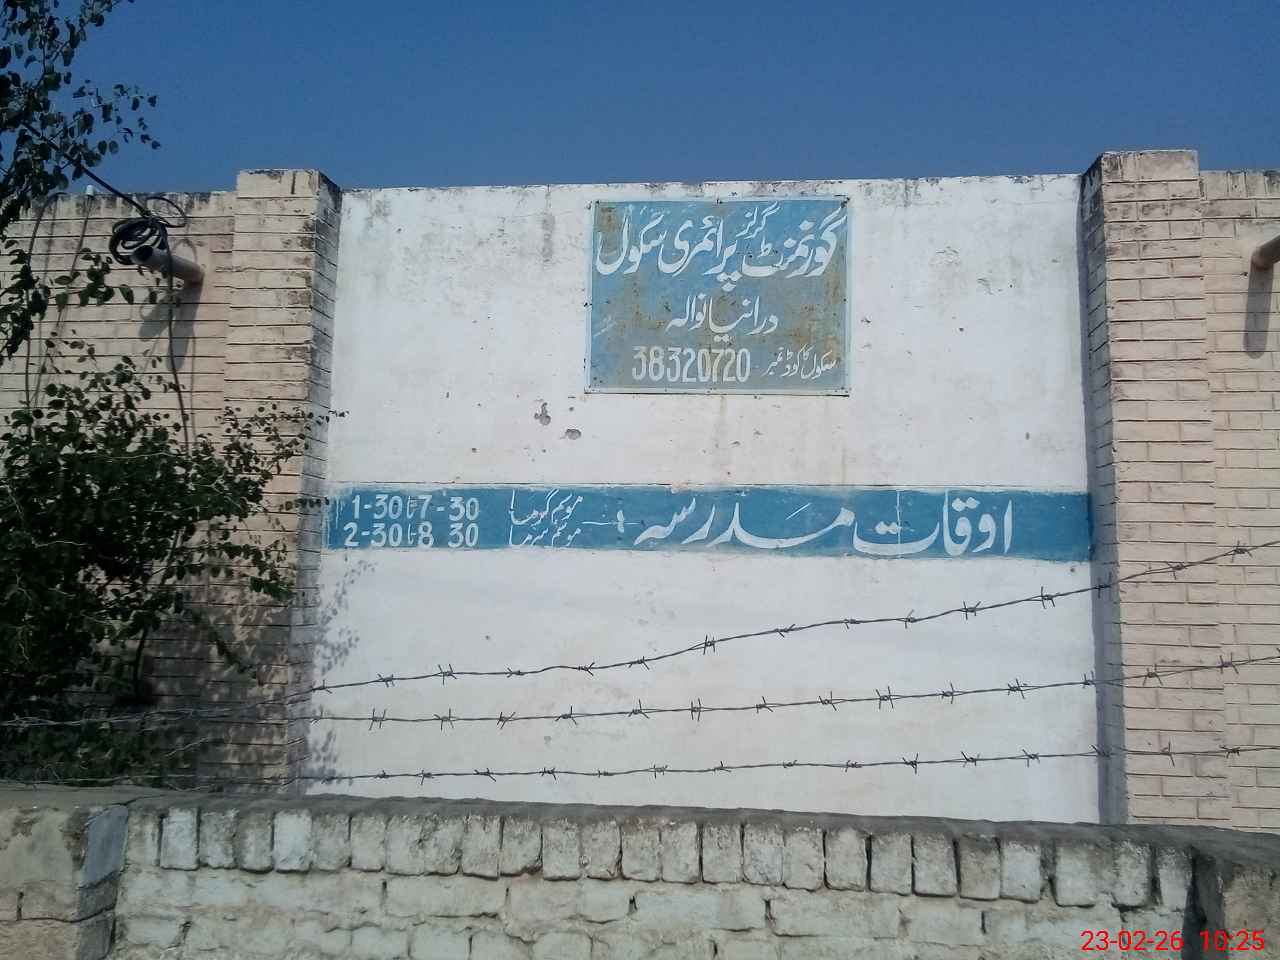 گورنمنٹ گرلز پرائمری سکول
درانیانوالہ
سکول کا کوڈ نمبر 38320720
اوقات مدرسہ
موسم گرما 7-30 تا 1-30
موسم سرما 8 30 تا 2-30
23-02-26 10:25